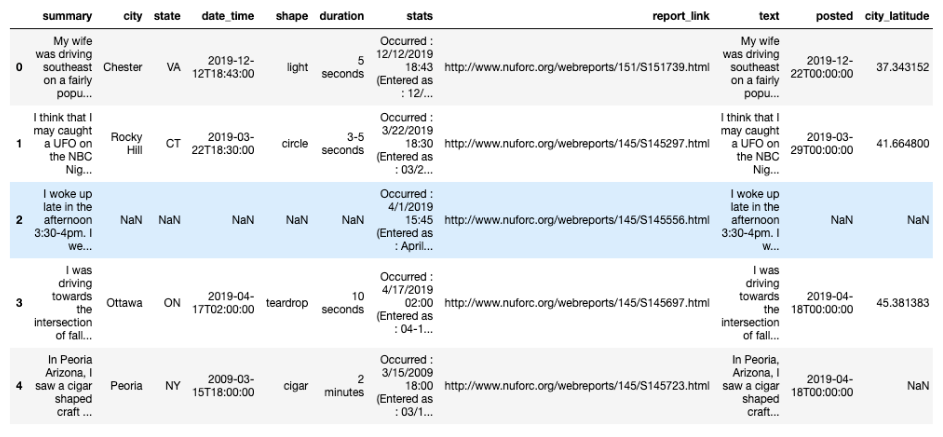 summary city state date_time shape duration stats report_link text posted city_latitude
0 My wife was driving southeast on a fairly popu... Chester VA 2019-12-12T18:43:00 light 5 seconds Occurred : 12/12/2019 18:43 (Entered as : 12/... http://www.nuforc.org/webreports/151/S151739.html My wife was driving southeast on a fairly popu... 2019-12-22T00:00:00 37.343152
1 I think that I may caught a UFO on the NBC Nig... Rocky Hill CT 2019-03-22T18:30:00 circle 3-5 seconds Occurred : 3/22/2019 18:30 (Entered as : 03/2... http://www.nuforc.org/webreports/145/S145297.html I think that I may caught a UFO on the NBC Nig... 2019-03-29T00:00:00 41.664800
2 I woke up late in the afternoon 3:30-4pm. I we... NaN NaN NaN NaN NaN Occurred : 4/1/2019 15:45 (Entered as : April... http://www.nuforc.org/webreports/145/S145556.html I woke up late in the afternoon 3:30-4pm. I w... NaN NaN
3 I was driving towards the intersection of fall... Ottawa ON 2019-04-17T02:00:00 teardrop 10 seconds Occurred : 4/17/2019 02:00 (Entered as : 04-1... http://www.nuforc.org/webreports/145/S145697.html I was driving towards the intersection of fall... 2019-04-18T00:00:00 45.381383
4 In Peoria Arizona, I saw a cigar shaped craft ... Peoria NY 2009-03-15T18:00:00 cigar 2 minutes Occurred : 3/15/2009 18:00 (Entered as : 03/1... http://www.nuforc.org/webreports/145/S145723.html In Peoria, Arizona, I saw a cigar shaped craft... 2019-04-18T00:00:00 NaN